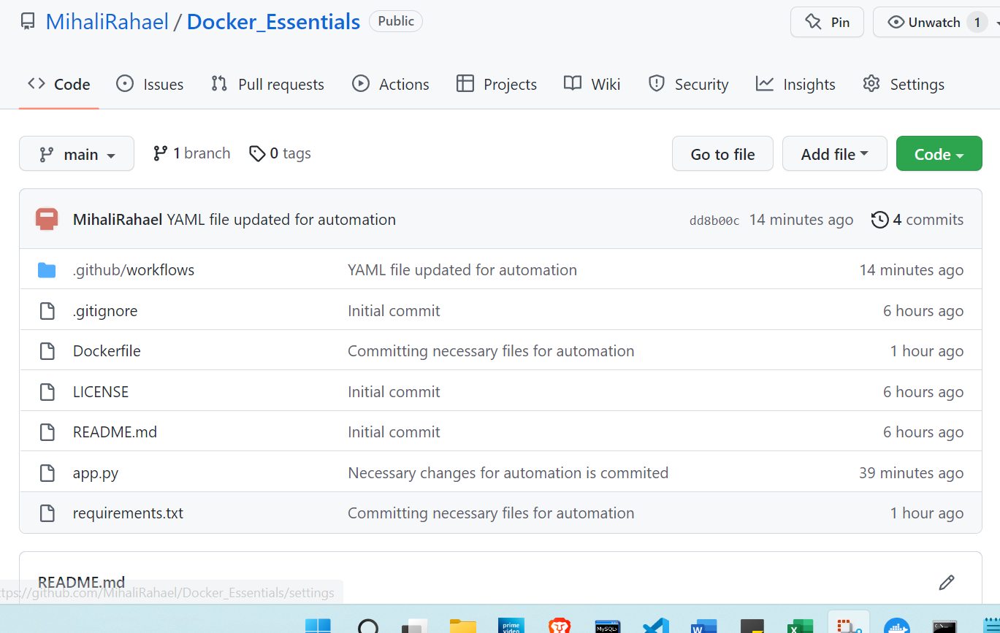 MihaliRahael / Docker_Essentials Public Pin Unwatch 1
Code Issues Pull requests Actions Projects Wiki Security Insights Settings
main 1 branch 0 tags Go to file Add file Code
MihaliRahael YAML file updated for automation dd8b00c 14 minutes ago 4 commits
.github/workflows YAML file updated for automation 14 minutes ago
.gitignore Initial commit 6 hours ago
Dockerfile Committing necessary files for automation 1 hour ago
LICENSE Initial commit 6 hours ago
README.md Initial commit 6 hours ago
app.py Necessary changes for automation is commited 39 minutes ago
requirements.txt Committing necessary files for automation 1 hour ago
README.md
ttps://github.com/MihaliRahael/Docker_Essentials/settings
prime video MySQL W X